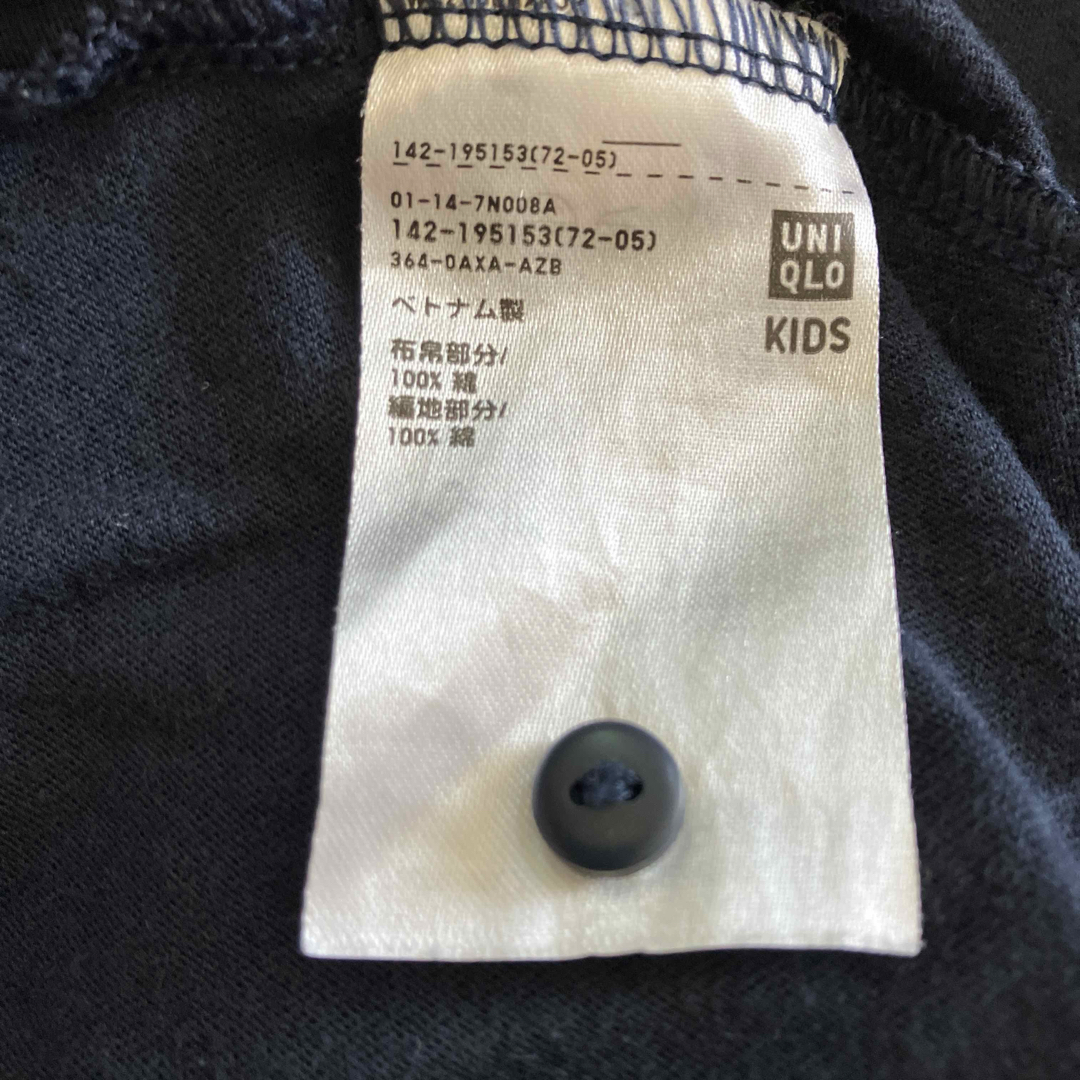 142-195153(72-05)
01-14-7N008A
142-195153(72-05)
364-0AXA-AZB
ベトナム製
布帛部分/
100% 綿
編地部分/
100% 綿
UNI
QLO
KIDS